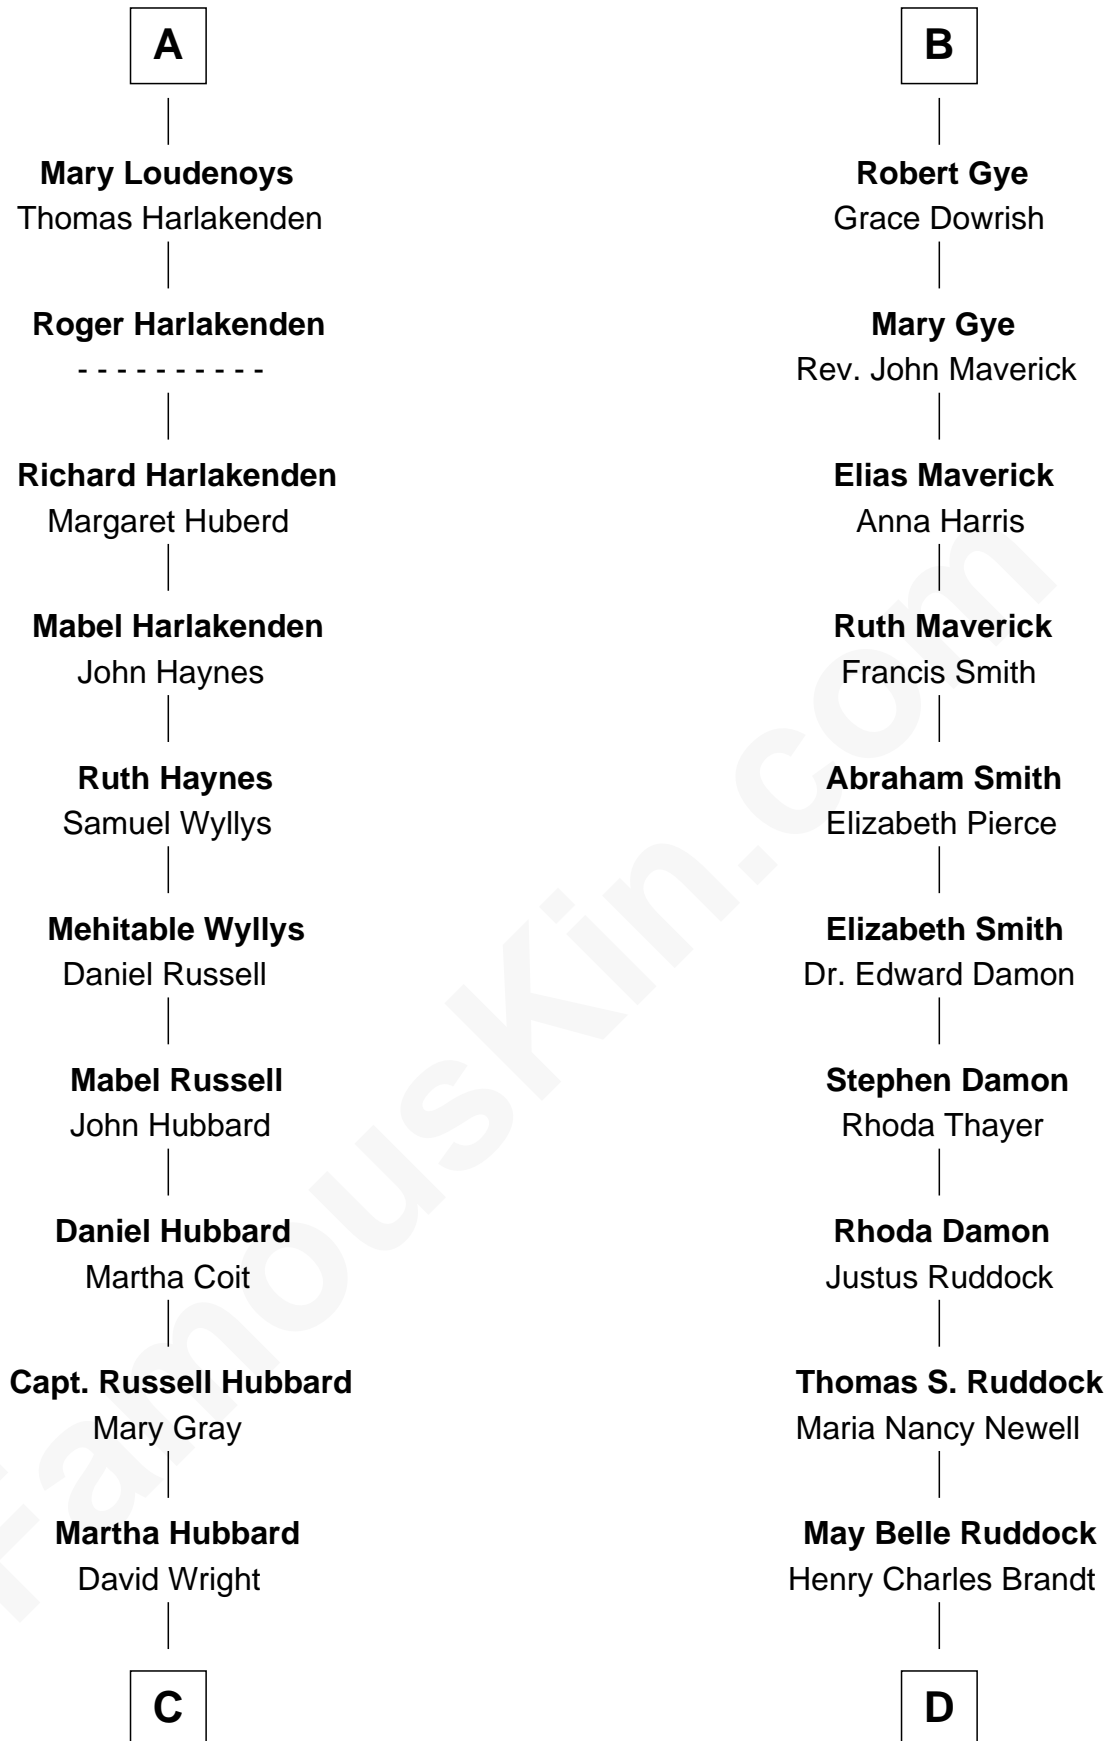 A
Mary Loudenoys
Thomas Harlakenden
Roger Harlakenden
- - - - - - - - - -
Richard Harlakenden
Margaret Huberd
Mabel Harlakenden
John Haynes
Ruth Haynes
Samuel Wyllys
Mehitable Wyllys
Daniel Russell
Mabel Russell
John Hubbard
Daniel Hubbard
Martha Coit
Capt. Russell Hubbard
Mary Gray
Martha Hubbard
David Wright
C
B
Robert Gye
Grace Dowrish
Mary Gye
Rev. John Maverick
Elias Maverick
Anna Harris
Ruth Maverick
Francis Smith
Abraham Smith
Elizabeth Pierce
Elizabeth Smith
Dr. Edward Damon
Stephen Damon
Rhoda Thayer
Rhoda Damon
Justus Ruddock
Thomas S. Ruddock
Maria Nancy Newell
May Belle Ruddock
Henry Charles Brandt
D
FamousKin.com